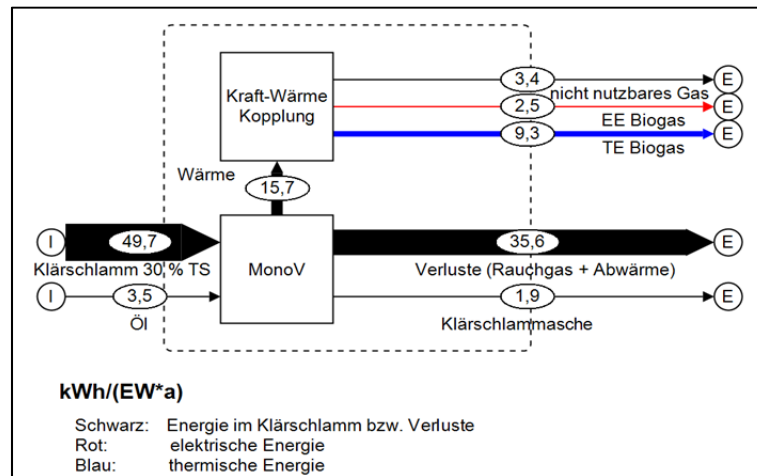 Kraft-Wärme
Kopplung
3,4
E
nicht nutzbares Gas
2,5
E
EE Biogas
9,3
E
TE Biogas
Wärme
15,7
I
49,7
MonoV
35,6
E
Klärschlamm 30 % TS
Verluste (Rauchgas + Abwärme)
I
3,5
1,9
E
Öl
Klärschlammasche
kWh/(EW*a)
Schwarz: Energie im Klärschlamm bzw. Verluste
Rot: elektrische Energie
Blau: thermische Energie